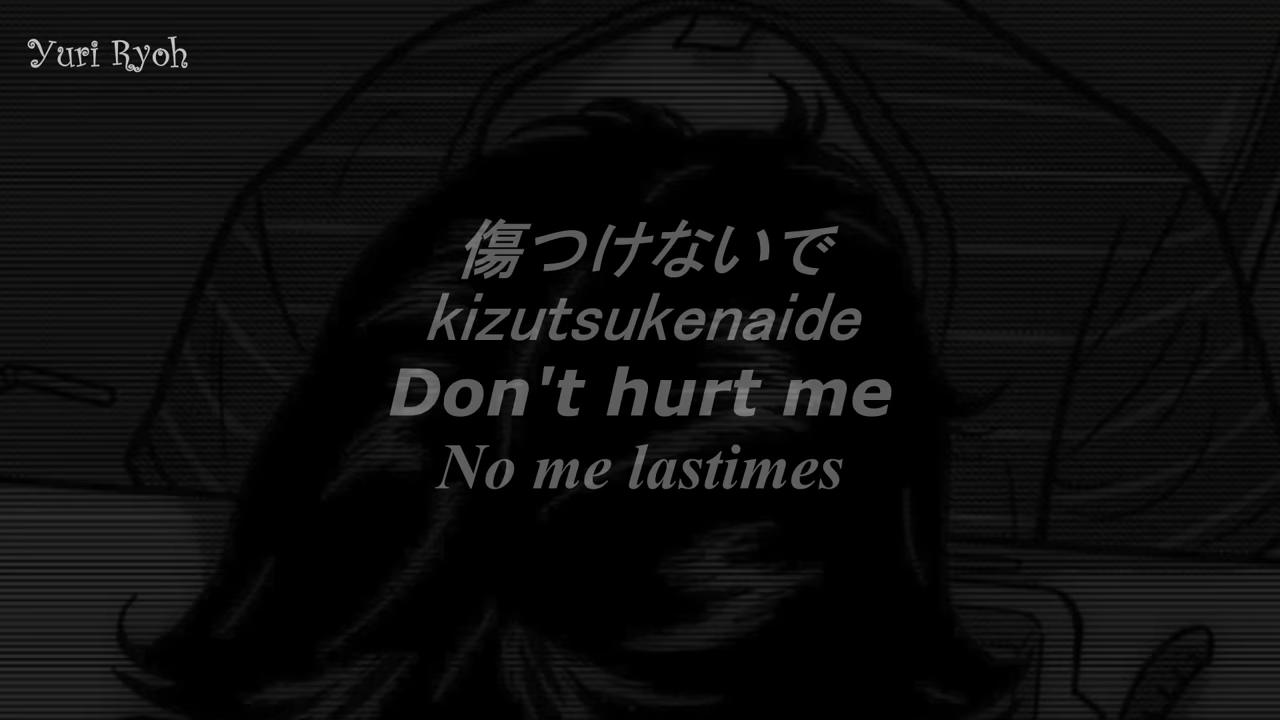 Yuri Ryoh
傷つけないで
kizutsukenaide
Don't hurt me
No me lastimes